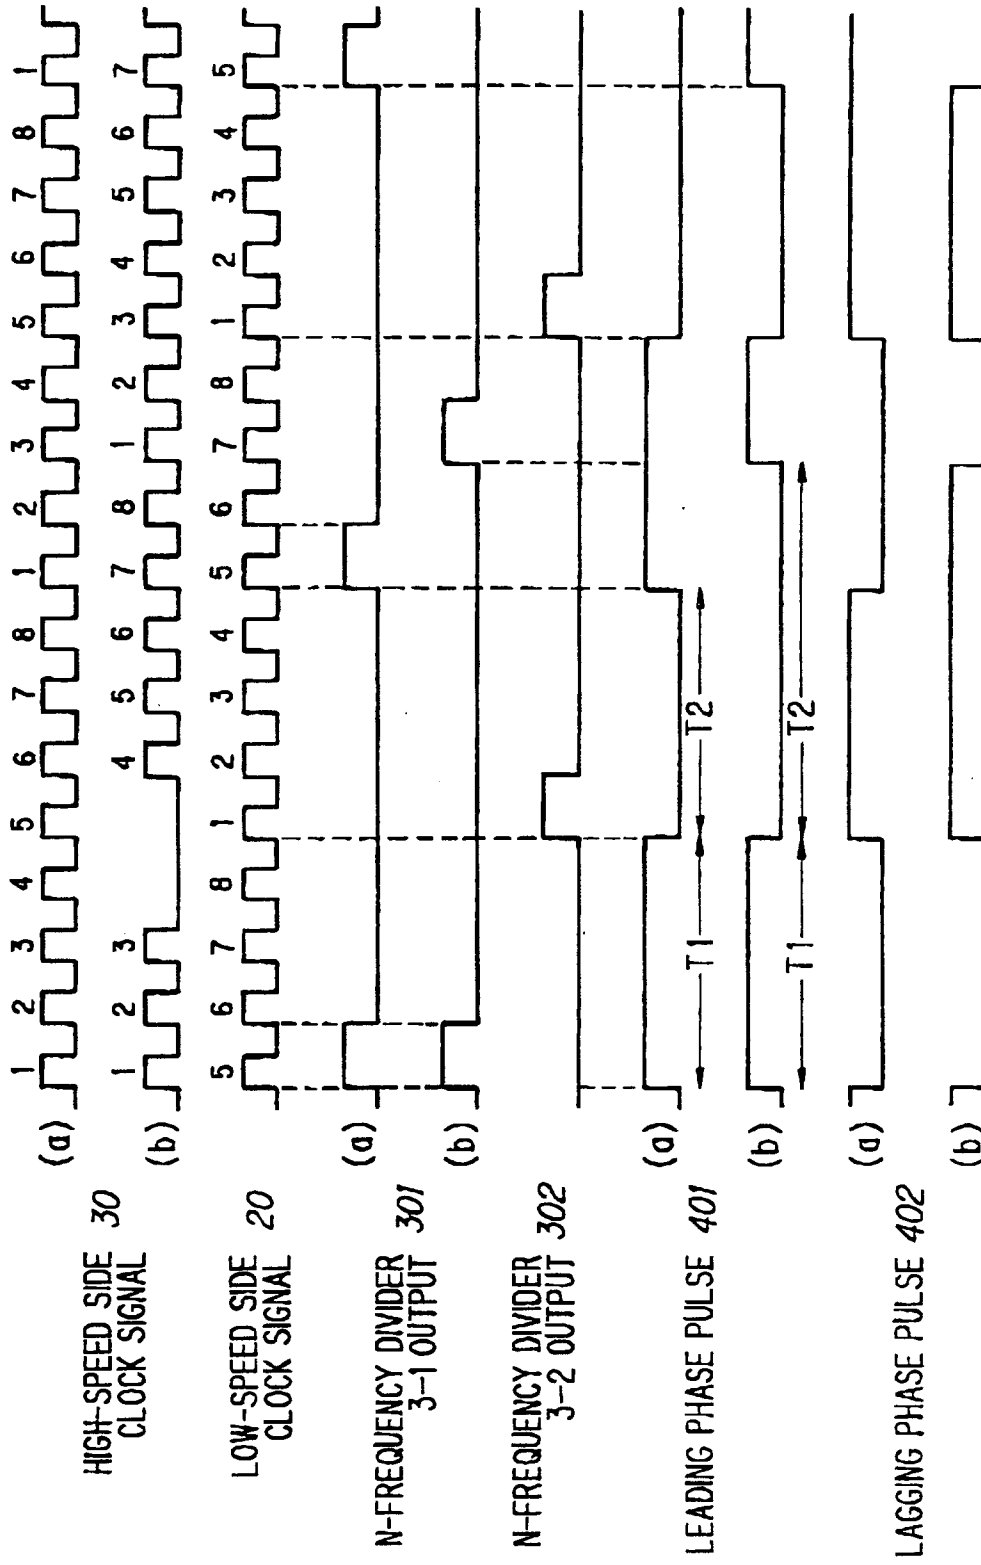 HIGH-SPEED SIDE
CLOCK SIGNAL 30
(a) 1 2 3 4 5 6 7 8 1 2 3 4 5 6 7 8 1
(b) 1 2 3 4 5 6 7 8 1 2 3 4 5 6 7
LOW-SPEED SIDE
CLOCK SIGNAL 20
5 6 7 8 1 2 3 4 5 6 7 8 1 2 3 4 5
N-FREQUENCY DIVIDER
3-1 OUTPUT 301
(a)
(b)
N-FREQUENCY DIVIDER
3-2 OUTPUT 302
LEADING PHASE PULSE 401
(a)
T1 T2
(b)
T1 T2
LAGGING PHASE PULSE 402
(a)
(b)